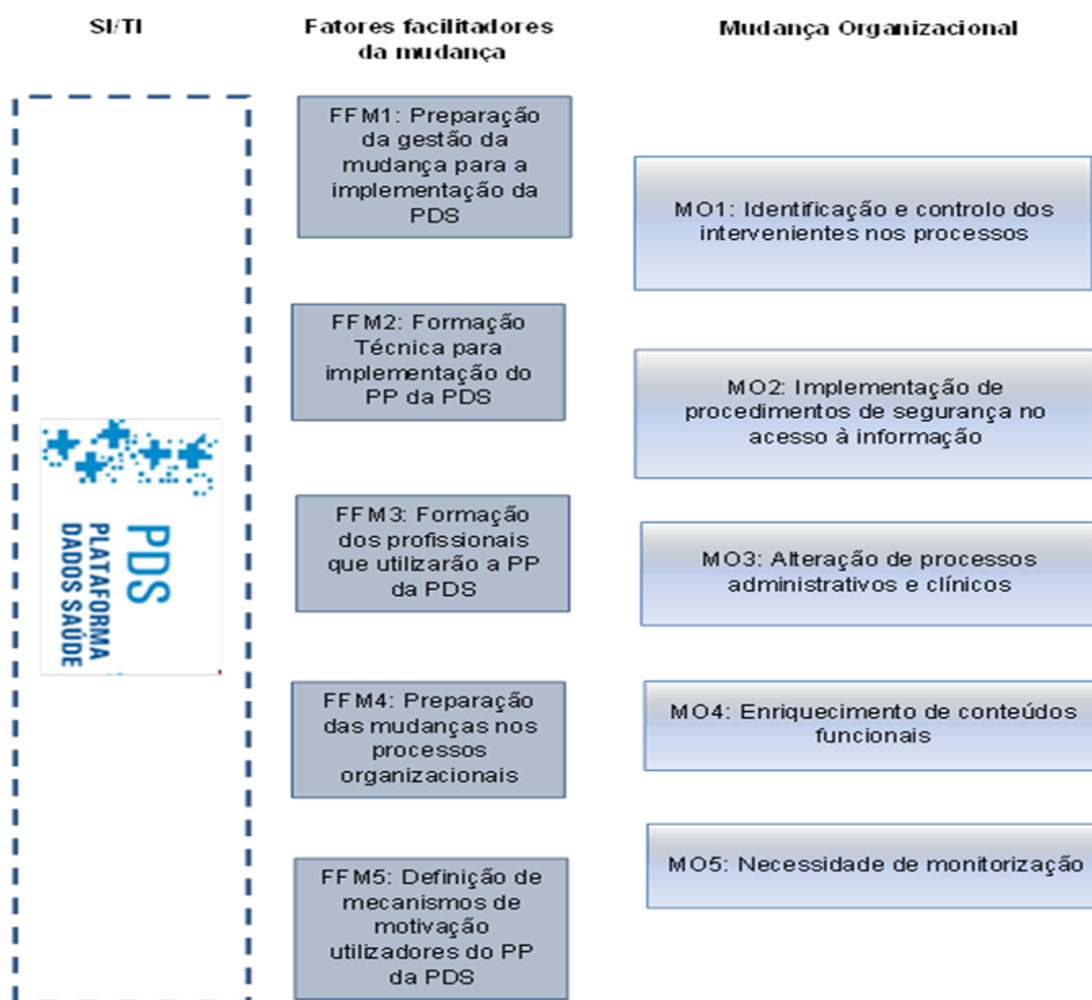 SI/TI
Fatores facilitadores
da mudança
Mudança Organizacional
PDS
PLATAFORMA
DADOS SAÚDE
FFM1: Preparação
da gestão da
mudança para a
implementação da
PDS
FFM2: Formação
Técnica para
implementação do
PP da PDS
FFM3: Formação
dos profissionais
que utilizarão a PP
da PDS
FFM4: Preparação
das mudanças nos
processos
organizacionais
FFM5: Definição de
mecanismos de
motivação
utilizadores do PP
da PDS
MO1: Identificação e controlo dos
intervenientes nos processos
MO2: Implementação de
procedimentos de segurança no
acesso à informação
MO3: Alteração de processos
administrativos e clínicos
MO4: Enriquecimento de conteúdos
funcionais
MO5: Necessidade de monitorização